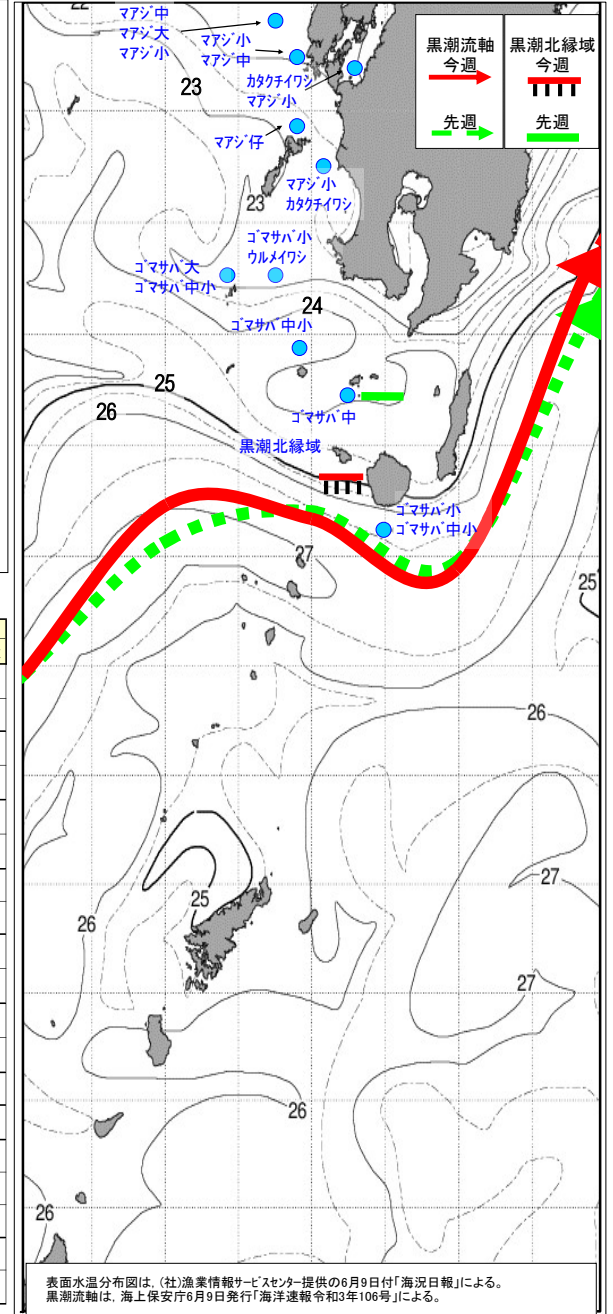 22
マアジ中
マアジ大
マアジ小
マアジ小
マアジ中
カタクチイワシ
マアジ小
黒潮流軸
今週
先週
黒潮北縁域
今週
先週
23
マアジ仔
マアジ小
カタクチイワシ
23
ゴマサバ小
ウルメイワシ
ゴマサバ大
ゴマサバ中小
24
ゴマサバ中小
25
26
ゴマサバ中
黒潮北縁域
ゴマサバ小
ゴマサバ中小
27
25
26
27
25
26
27
26
26
表面水温分布図は，(社)漁業情報サービスセンター提供の6月9日付「海況日報」による。
黒潮流軸は，海上保安庁6月9日発行「海洋速報令和3年106号」による。